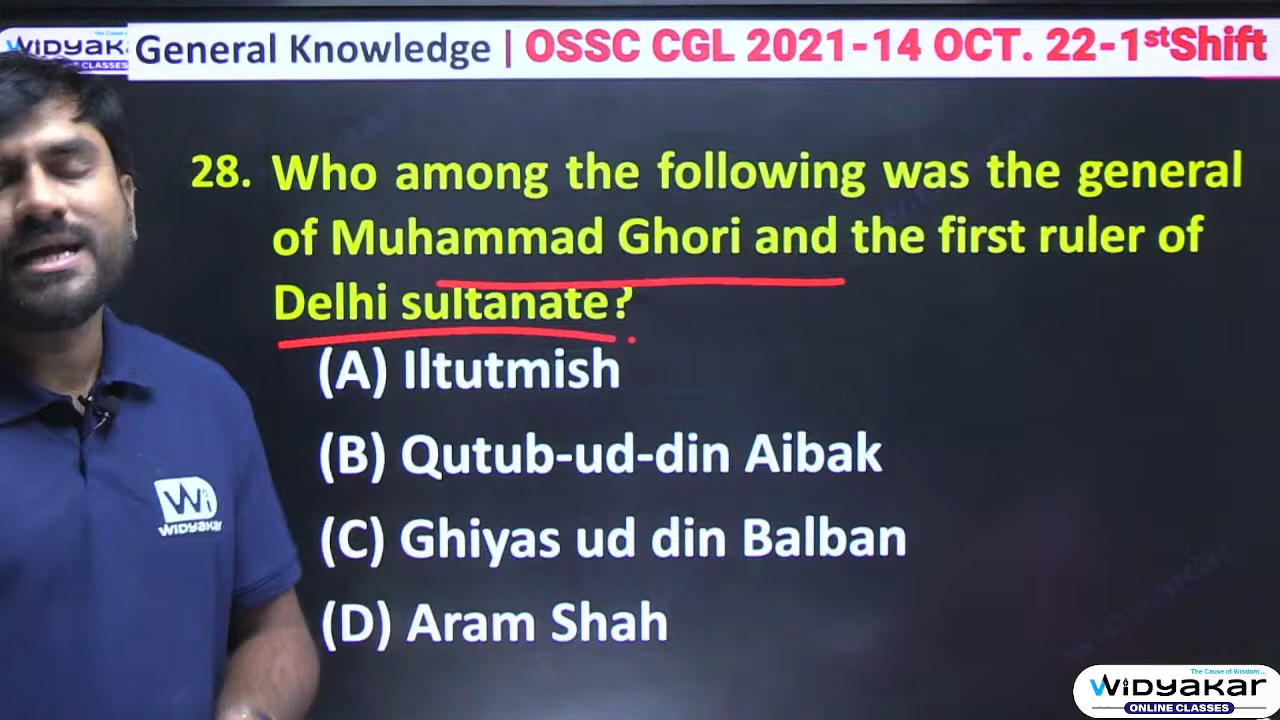 WIDYAKAR
CLASSES
General Knowledge | OSSC CGL 2021-14 OCT. 22-1st Shift
28. Who among the following was the general
of Muhammad Ghori and the first ruler of
Delhi sultanate?
(A) Iltutmish
(B) Qutub-ud-din Aibak
(C) Ghiyas ud din Balban
(D) Aram Shah
Wi
WIDYAKAR
The Cause of Wisdom...
WIDYAKAR
ONLINE CLASSES